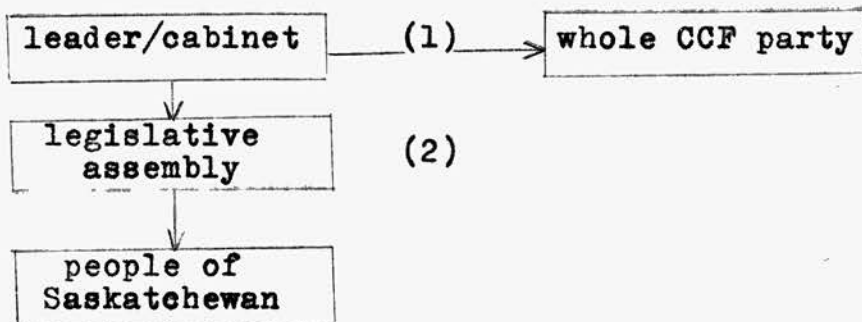 leader/cabinet (1) whole CCF party
legislative
assembly
(2)
people of
Saskatchewan